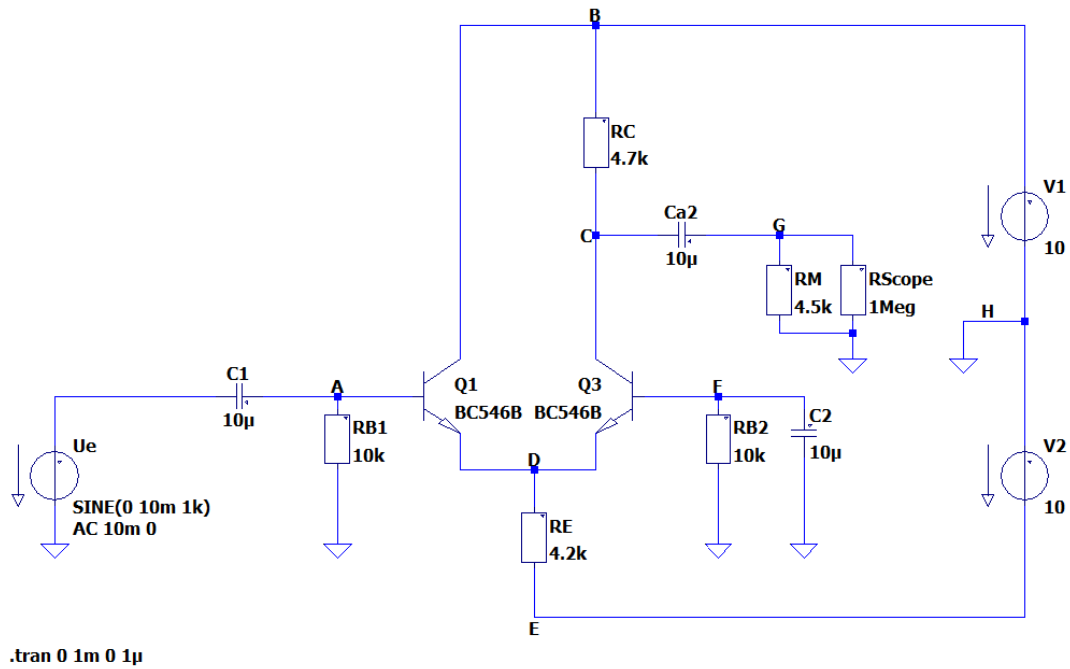 B
RC
4.7k
V1
10
Ca2
C
G
10µ
RM
4.5k
RScope
1Meg
H
C1
10µ
A
Q1
BC546B
Q3
BC546B
F
C2
10µ
RB1
10k
RB2
10k
Ue
SINE(0 10m 1k)
AC 10m 0
D
V2
10
RE
4.2k
E
.tran 0 1m 0 1µ